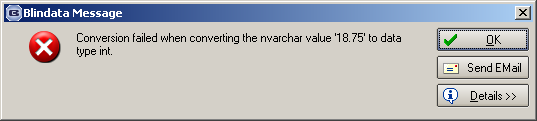 Blindata Message
Conversion failed when converting the nvarchar value '18.75' to data
type int.
OK
Send EMail
Details >>